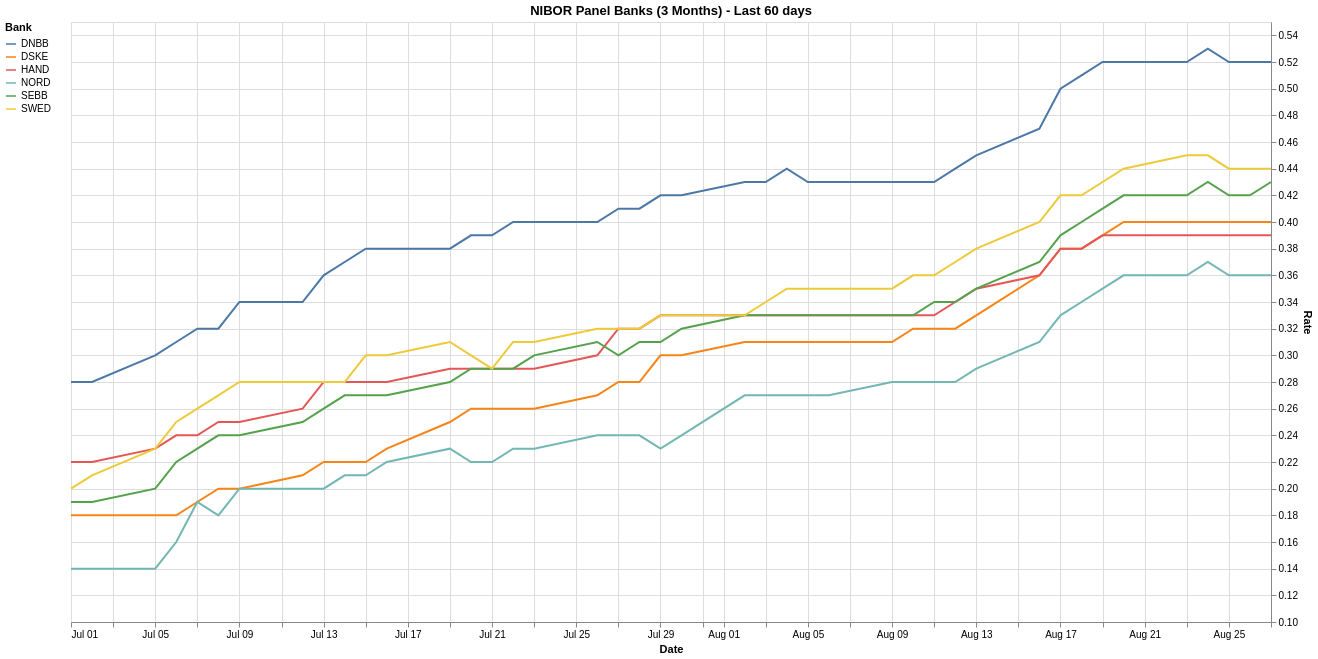 NIBOR Panel Banks (3 Months) - Last 60 days
Bank
DNBB
DSKE
HAND
NORD
SEBB
SWED
0.54
0.52
0.50
0.48
0.46
0.44
0.42
0.40
0.38
0.36
0.34
0.32
0.30
0.28
0.26
0.24
0.22
0.20
0.18
0.16
0.14
0.12
0.10
Rate
Jul 01 Jul 05 Jul 09 Jul 13 Jul 17 Jul 21 Jul 25 Jul 29 Aug 01 Aug 05 Aug 09 Aug 13 Aug 17 Aug 21 Aug 25
Date